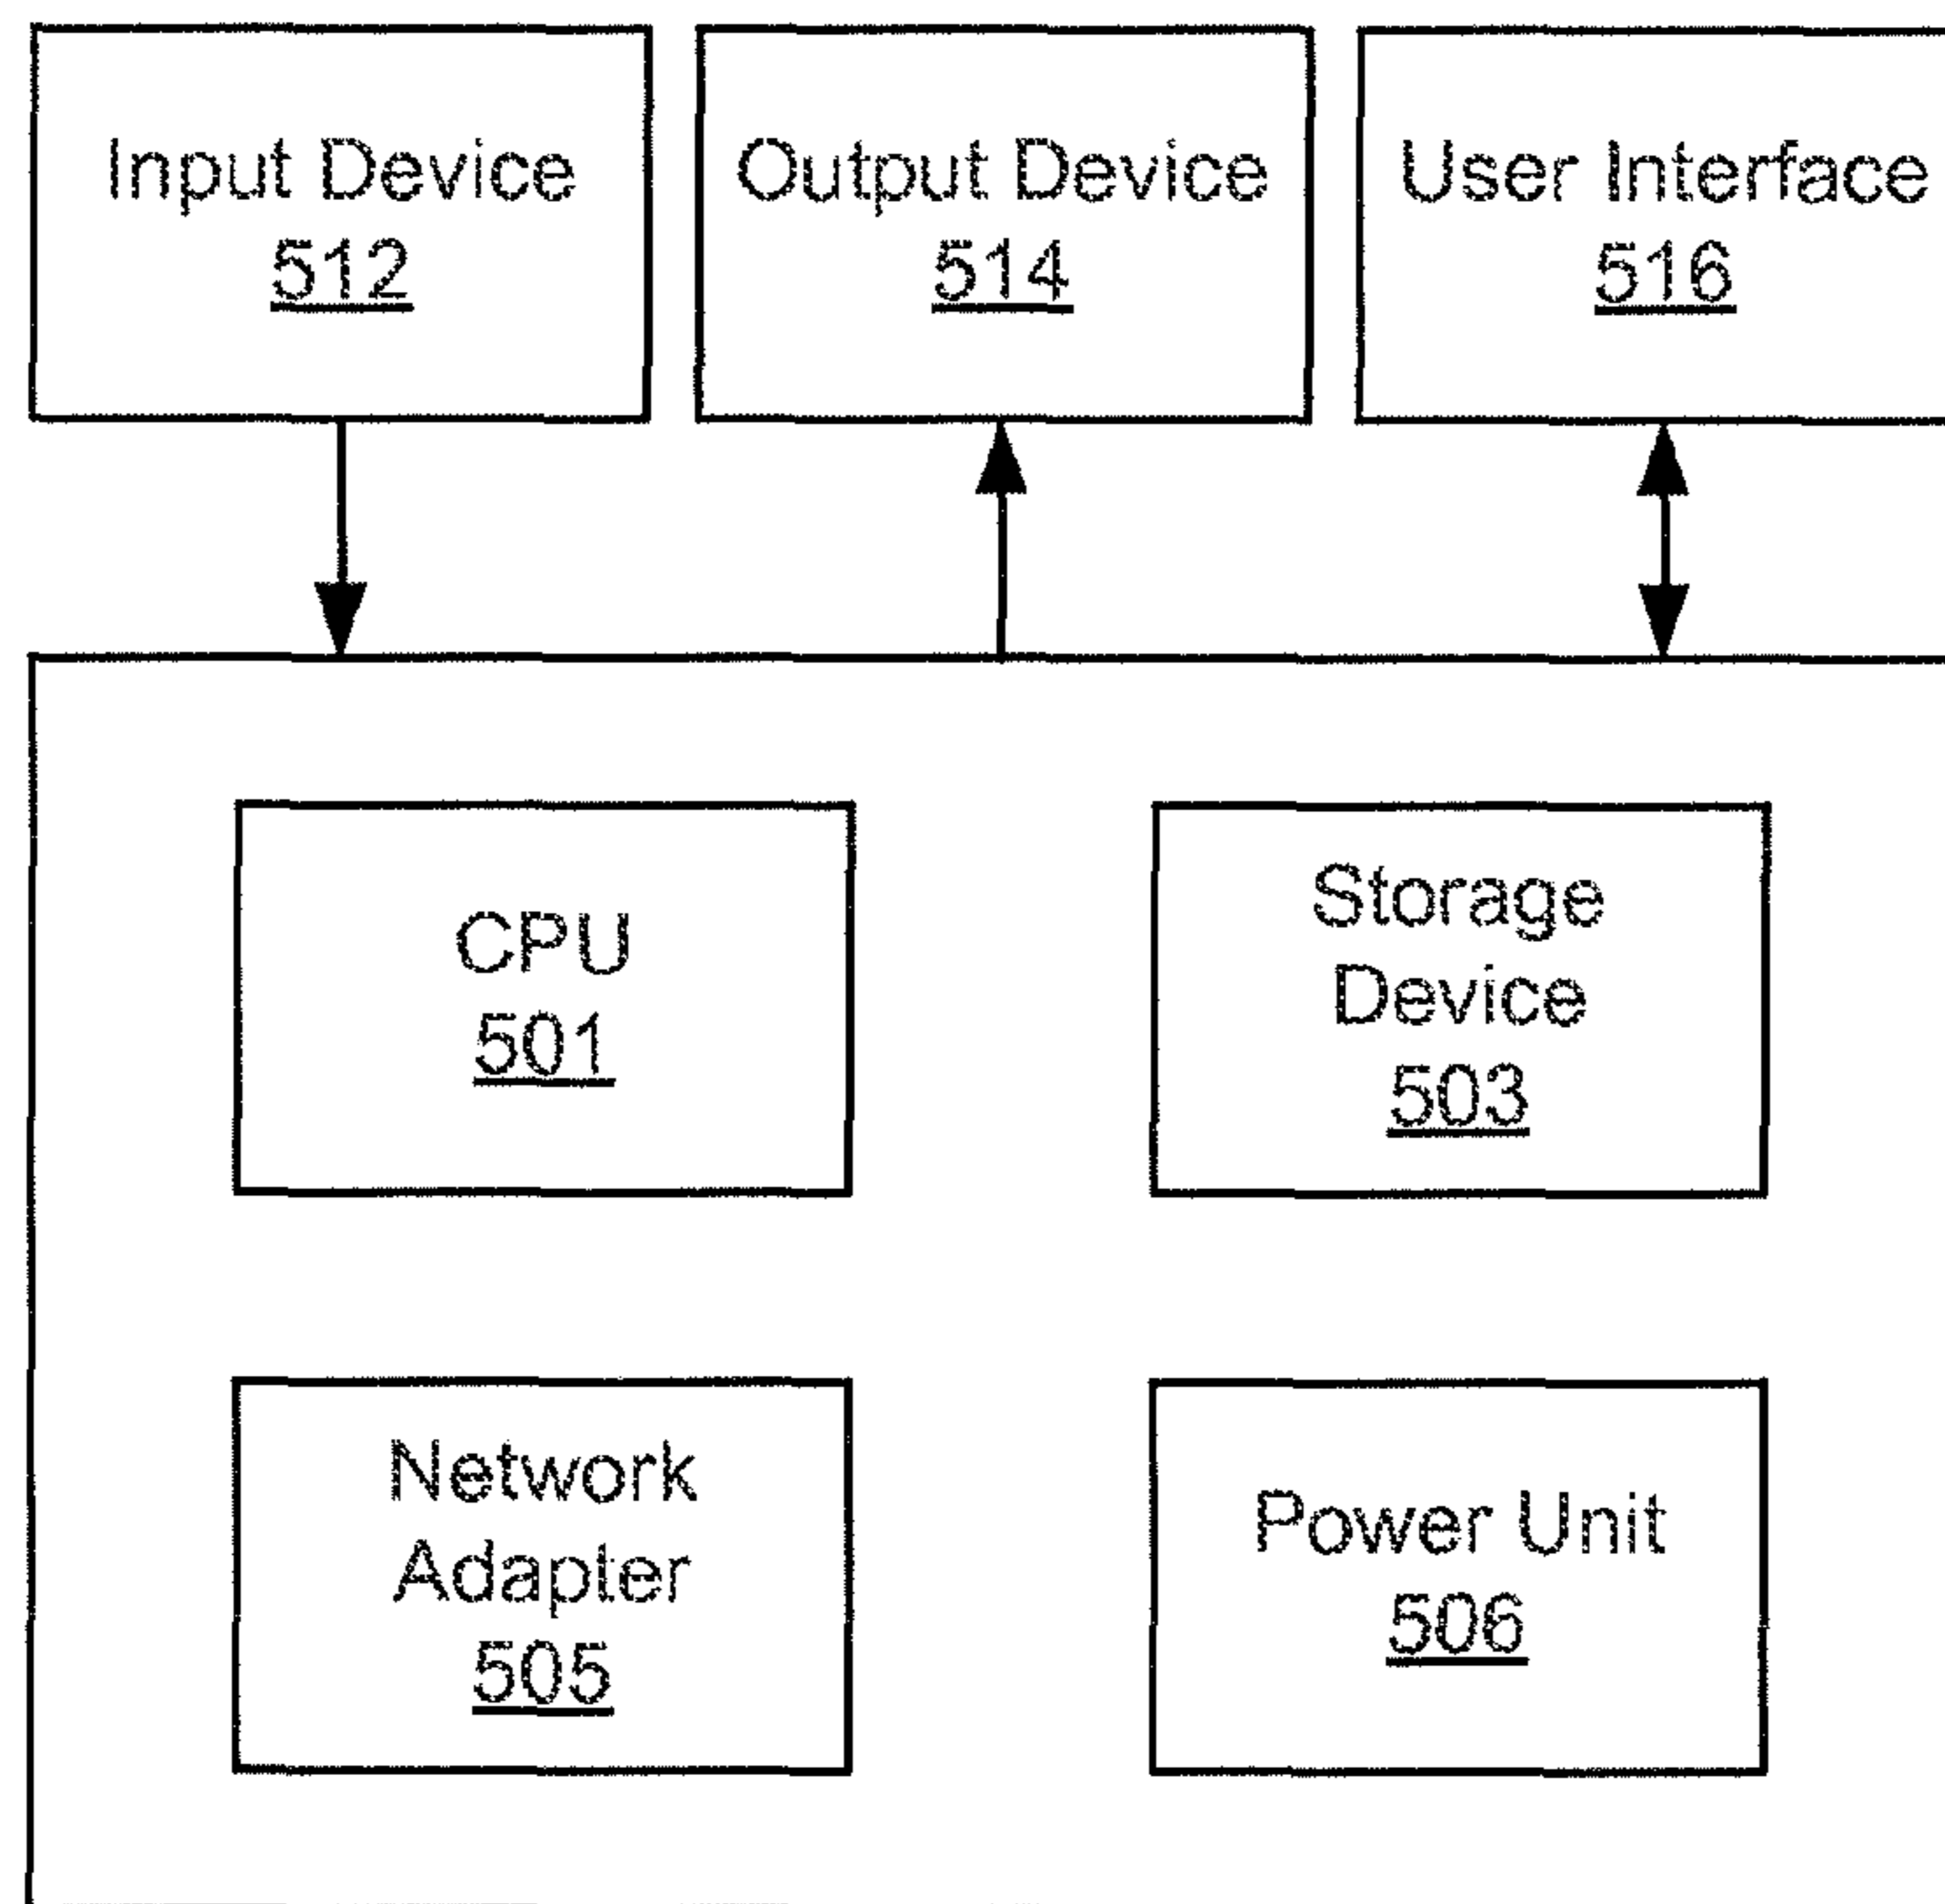 Input Device
512
Output Device
514
User Interface
516
CPU
501
Storage
Device
503
Network
Adapter
505
Power Unit
506